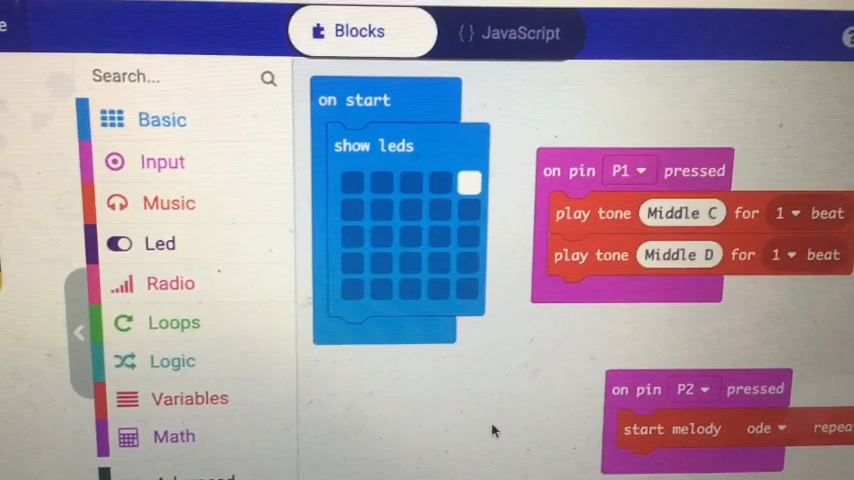 e
Blocks
{ } JavaScript
Search...
Basic
Input
Music
Led
Radio
Loops
Logic
Variables
Math
on start
show leds
on pin P1 pressed
play tone Middle C for 1 beat
play tone Middle D for 1 beat
on pin P2 pressed
start melody ode repea